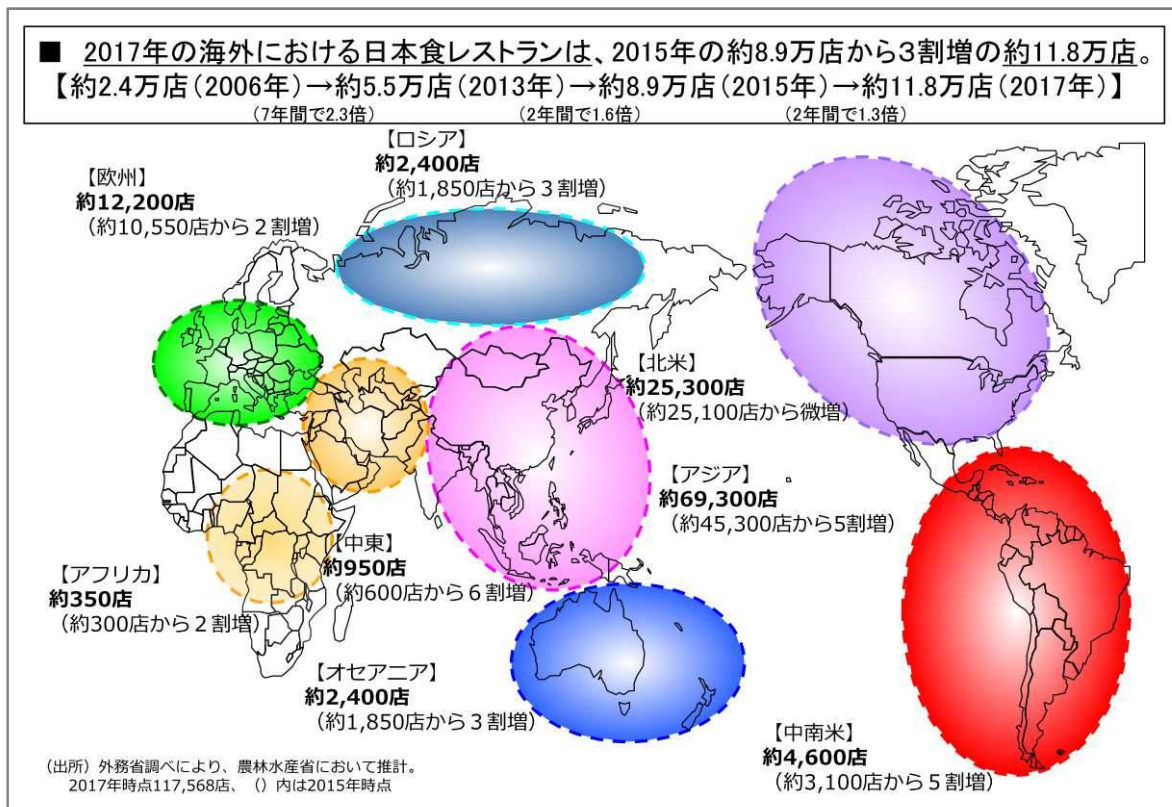 ■ 2017年の海外における日本食レストランは、2015年の約8.9万店から３割増の約11.8万店。
【約2.4万店(2006年)→約5.5万店(2013年)→約8.9万店(2015年)→約11.8万店(2017年)】
(7年間で2.3倍) (2年間で1.6倍) (2年で1.3倍)
【ロシア】
約2,400店
(約1,850店から３割増)
【欧州】
約12,200店
(約10,550店から２割増)
【北米】
約25,300店
(約25,100店から微増)
【アジア】
約69,300店
(約45,300店から5割増)
【中東】
約950店
(約600店から６割増)
【アフリカ】
約350店
(約300店から２割増)
【オセアニア】
約2,400店
(約1,850店から３割増)
【中南米】
約4,600店
(約3,100店から５割増)
(出所）外務省調べにより、農林水産省において推計。
2017年時点117,568店、（）内は2015年時点